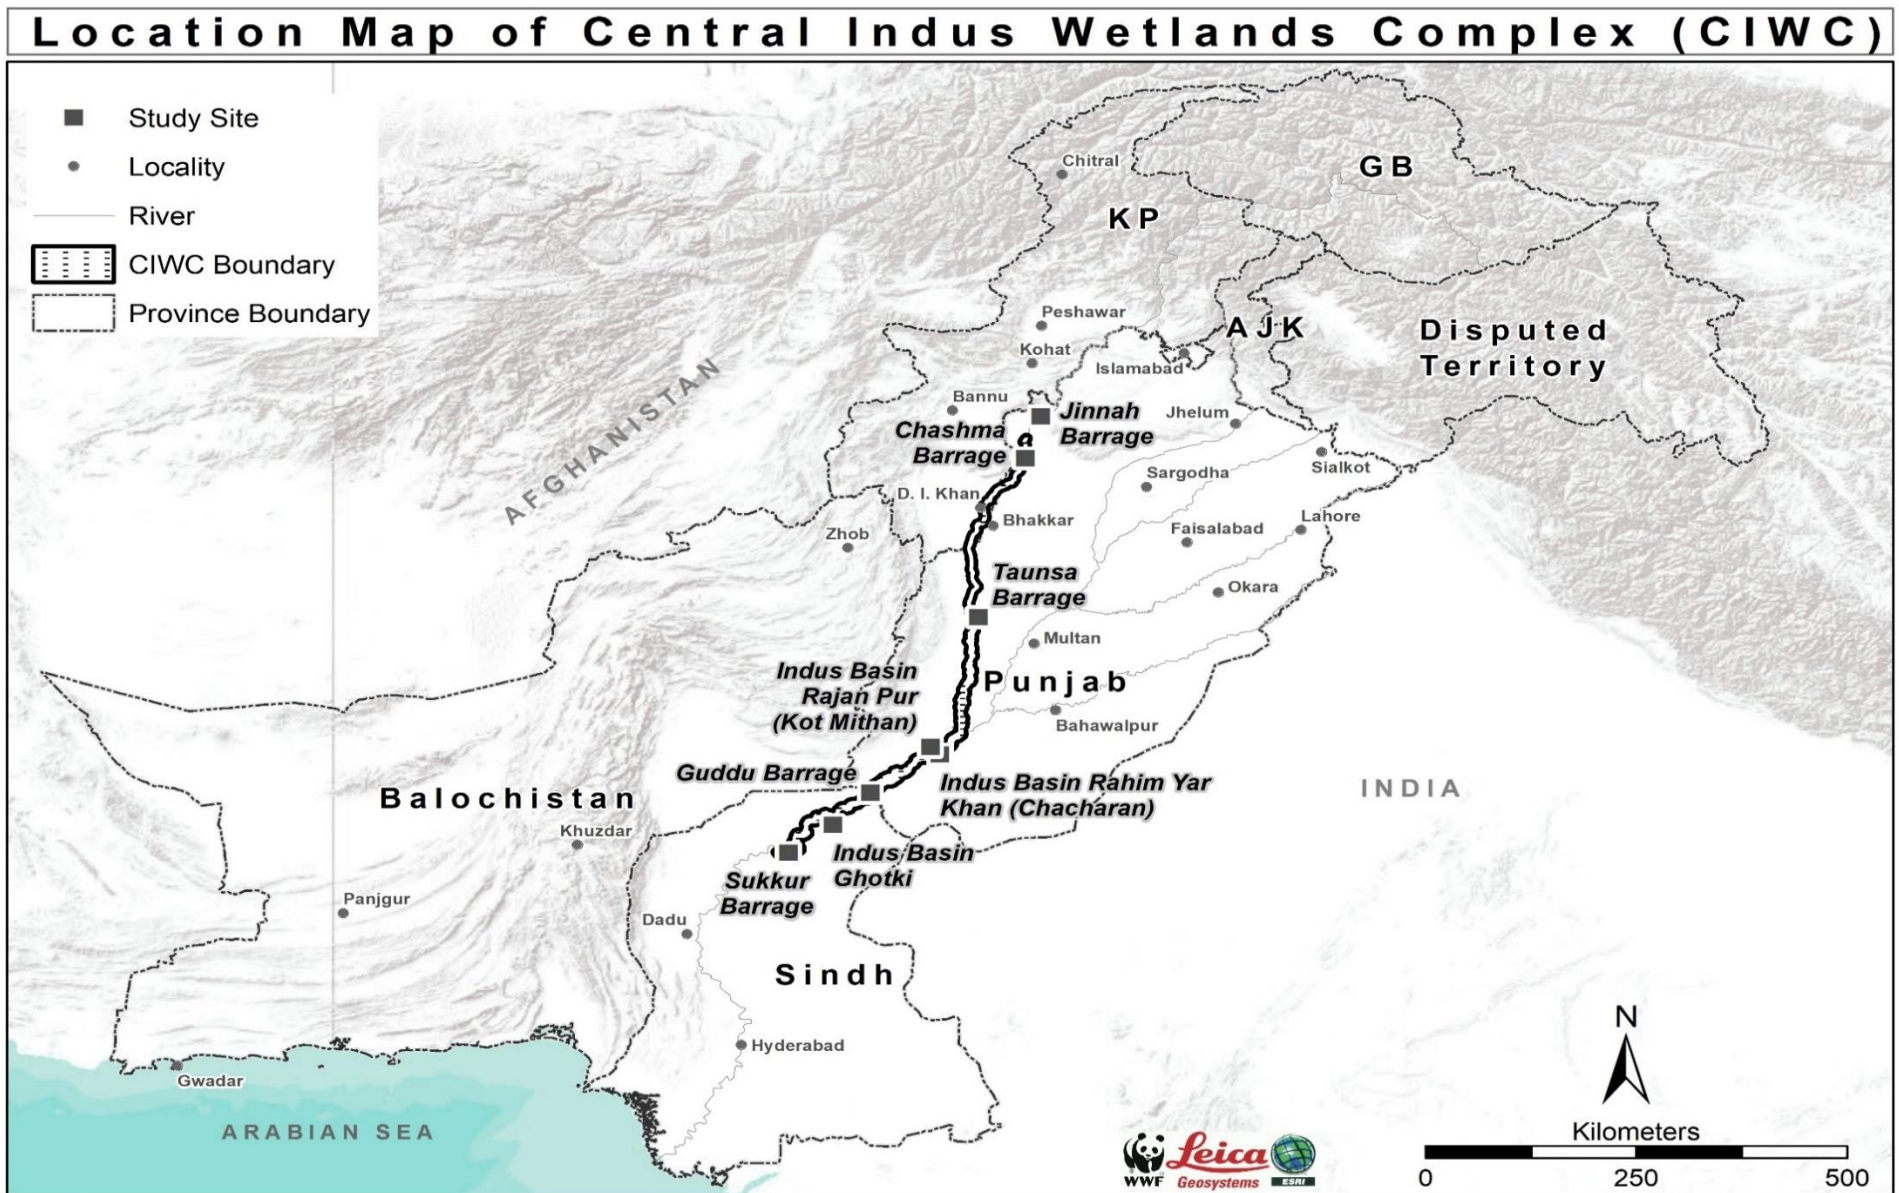 Location Map of Central Indus Wetlands Complex (CIWC)
Study Site
Locality
River
CIWC Boundary
Province Boundary
Chitral
GB
KP
Peshawar
AJK
Disputed
Territory
Kohat
Islamabad
Bannu
Jinnah
Barrage
Jhelum
Chashma
Barrage
AFGHANISTAN
Sialkot
Sargodha
D. I. Khan
Bhakkar
Lahore
Faisalabad
Zhob
Taunsa
Barrage
Okara
Multan
Indus Basin
Rajan Pur
(Kot Mithan)
Punjab
Bahawalpur
Guddu Barrage
Indus Basin Rahim Yar
Khan (Chacharan)
INDIA
Balochistan
Khuzdar
Indus Basin
Ghotki
Sukkur
Barrage
Panjgur
Dadu
Sindh
Hyderabad
Gwadar
ARABIAN SEA
N
Kilometers
0 250 500
WWF
Leica
Geosystems
ESRI